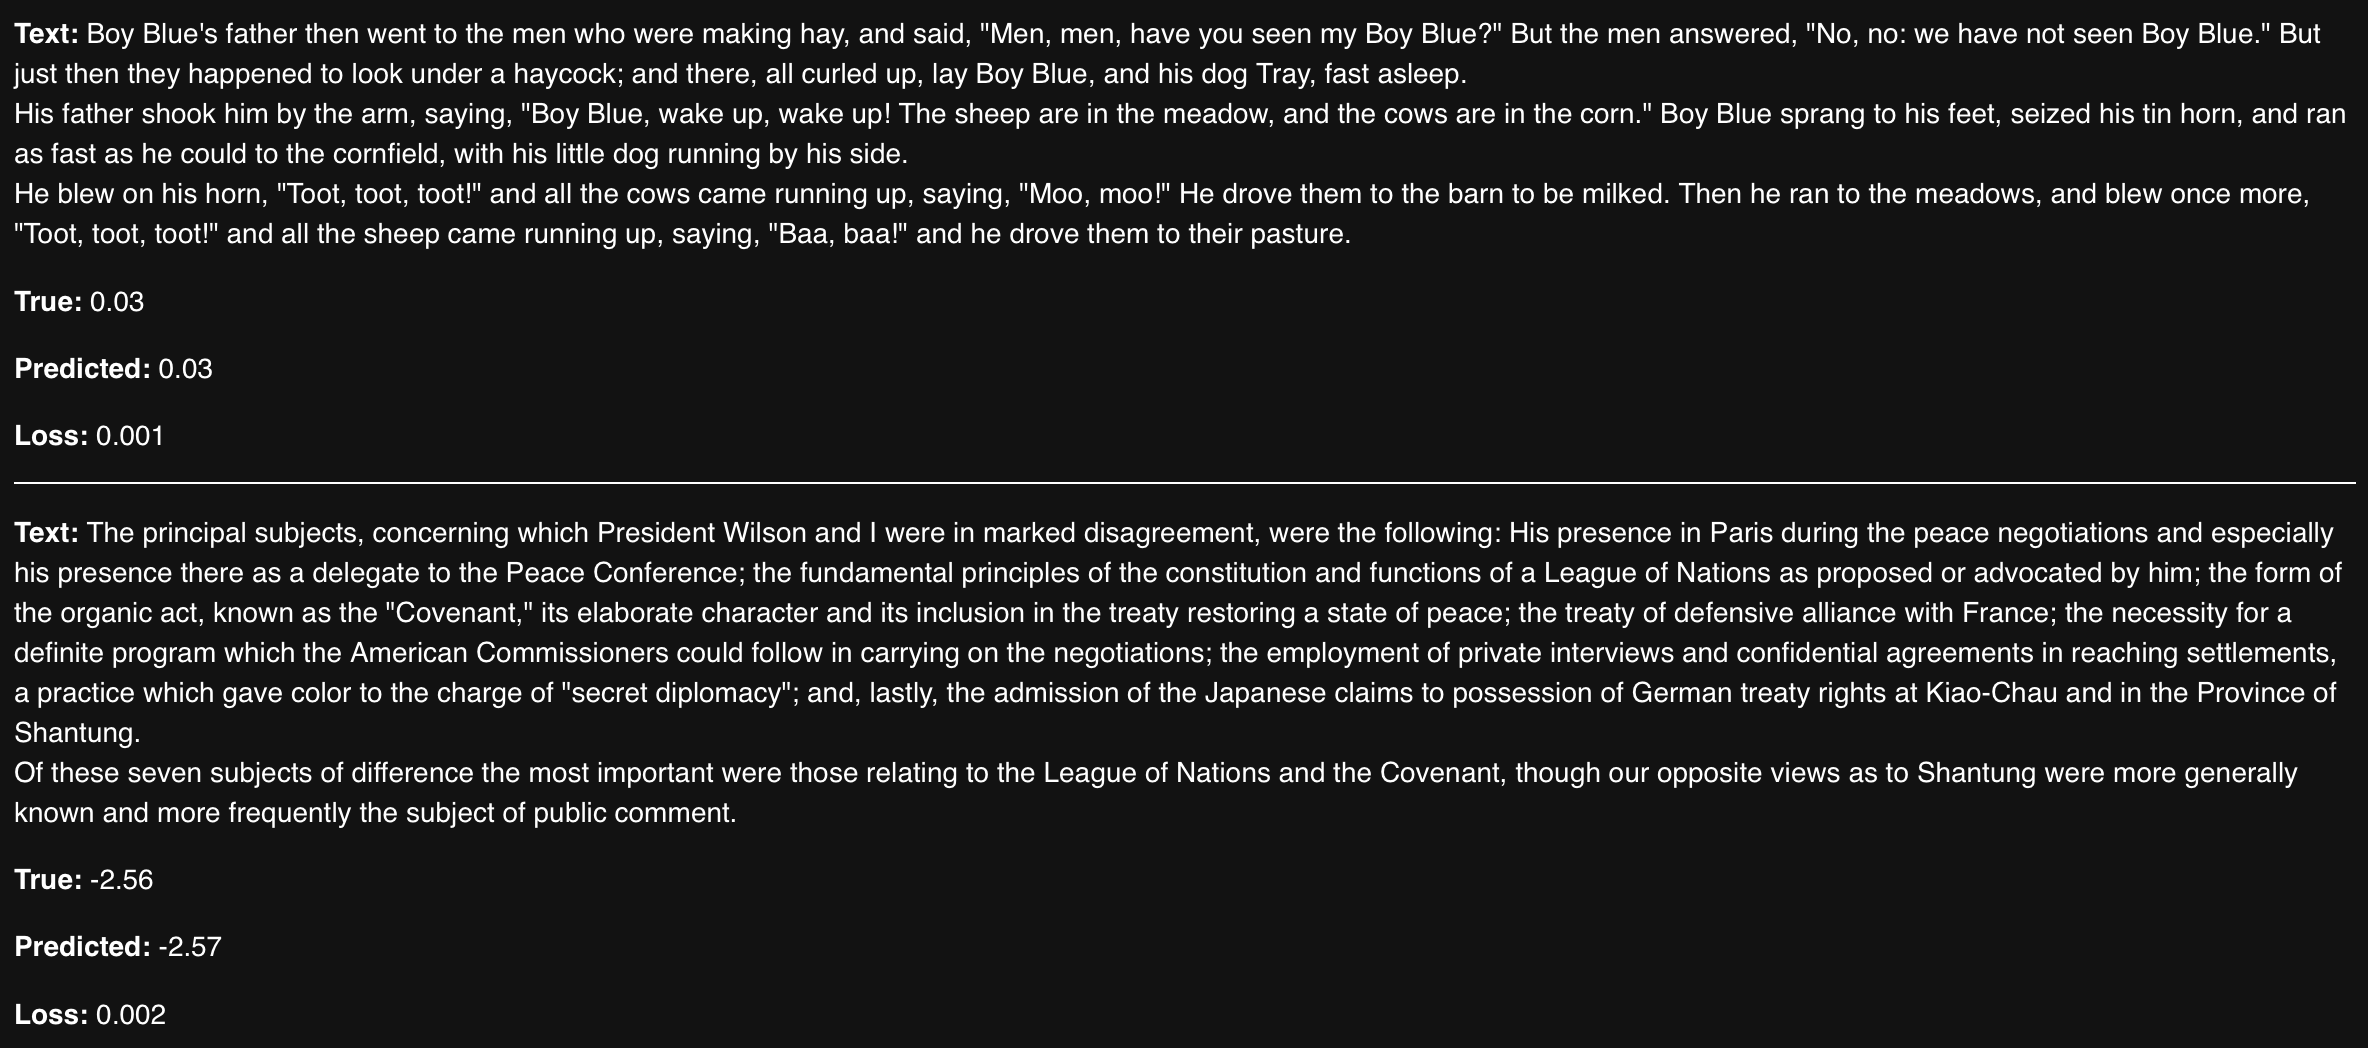 Text: Boy Blue's father then went to the men who were making hay, and said, "Men, men, have you seen my Boy Blue?" But the men answered, "No, no: we have not seen Boy Blue." But
just then they happened to look under a haycock; and there, all curled up, lay Boy Blue, and his dog Tray, fast asleep.
His father shook him by the arm, saying, "Boy Blue, wake up, wake up! The sheep are in the meadow, and the cows are in the corn." Boy Blue sprang to his feet, seized his tin horn, and ran
as fast as he could to the cornfield, with his little dog running by his side.
He blew on his horn, "Toot, toot, toot!" and all the cows came running up, saying, "Moo, moo!" He drove them to the barn to be milked. Then he ran to the meadows, and blew once more,
"Toot, toot, toot!" and all the sheep came running up, saying, "Baa, baa!" and he drove them to their pasture.
True: 0.03
Predicted: 0.03
Loss: 0.001
Text: The principal subjects, concerning which President Wilson and I were in marked disagreement, were the following: His presence in Paris during the peace negotiations and especially
his presence there as a delegate to the Peace Conference; the fundamental principles of the constitution and functions of a League of Nations as proposed or advocated by him; the form of
the organic act, known as the "Covenant," its elaborate character and its inclusion in the treaty restoring a state of peace; the treaty of defensive alliance with France; the necessity for a
definite program which the American Commissioners could follow in carrying on the negotiations; the employment of private interviews and confidential agreements in reaching settlements,
a practice which gave color to the charge of "secret diplomacy"; and, lastly, the admission of the Japanese claims to possession of German treaty rights at Kiao-Chau and in the Province of
Shantung.
Of these seven subjects of difference the most important were those relating to the League of Nations and the Covenant, though our opposite views as to Shantung were more generally
known and more frequently the subject of public comment.
True: -2.56
Predicted: -2.57
Loss: 0.002